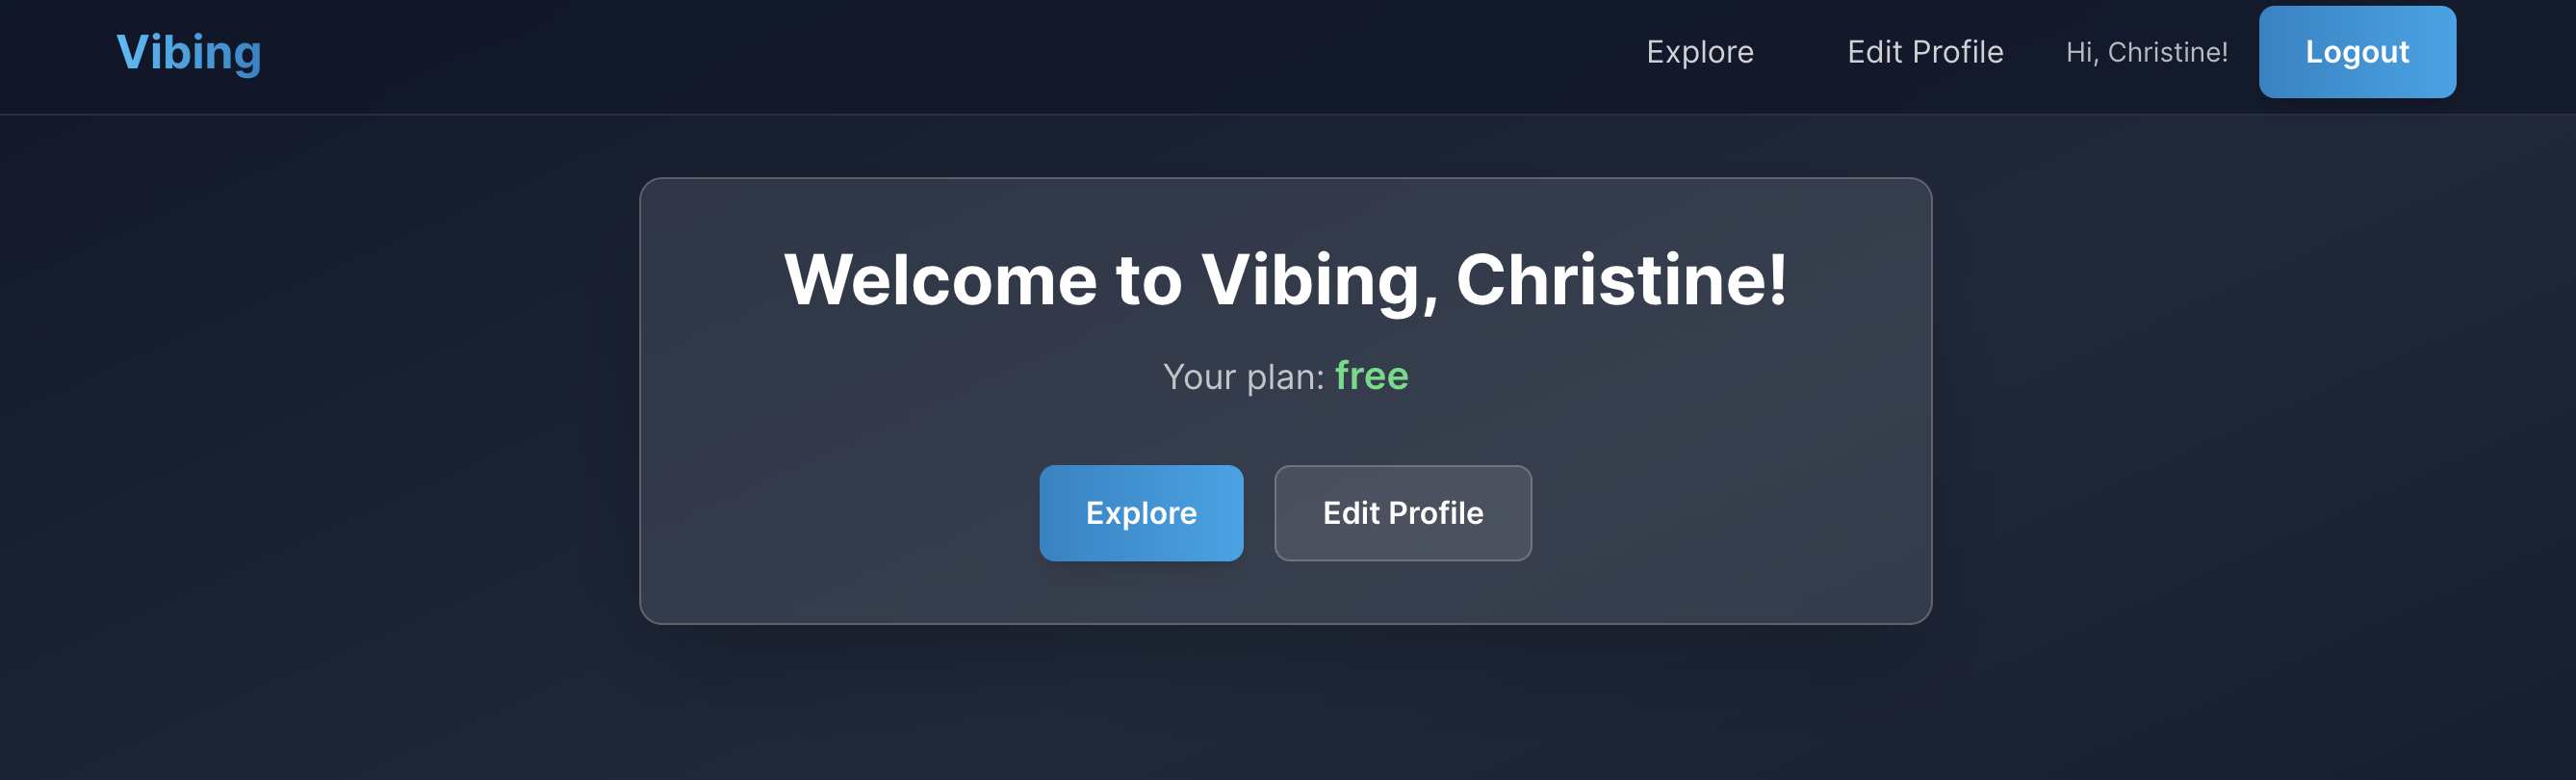 Vibing
Explore
Edit Profile
Hi, Christine!
Logout
Welcome to Vibing, Christine!
Your plan: free
Explore
Edit Profile